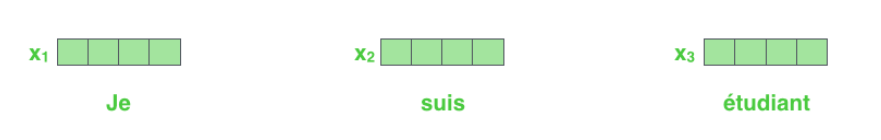 x₁ x₂ x₃
Je suis étudiant